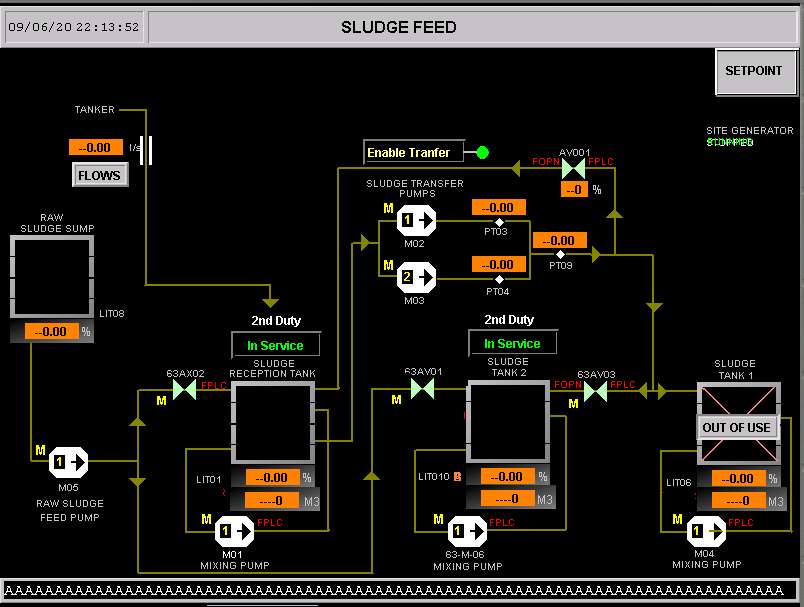 09/06/20 22:13:52
SLUDGE FEED
SETPOINT
TANKER
--0.00 l/s
FLOWS
SITE GENERATOR
Enable Tranfer
AV001
FOPN FPLC
--0 %
SLUDGE TRANSFER
PUMPS
M
1
M02
--0.00
PT03
--0.00
PT09
M
2
M03
--0.00
PT04
RAW
SLUDGE SUMP
LIT08
--0.00 %
2nd Duty
In Service
SLUDGE
RECEPTION TANK
63AX02
FPLC
M
LIT01
--0.00 %
----0 M3
M
1
FPLC
M01
MIXING PUMP
2nd Duty
In Service
SLUDGE
TANK 2
63AV01
M
63AV03
FOPN FPLC
M
LIT010 B
--0.00 %
----0 M3
M
1
FPLC
63-M-06
MIXING PUMP
SLUDGE
TANK 1
OUT OF USE
LIT06
--0.00 %
----0 M3
M
1
FPLC
M04
MIXING PUMP
M
1
M05
RAW SLUDGE
FEED PUMP